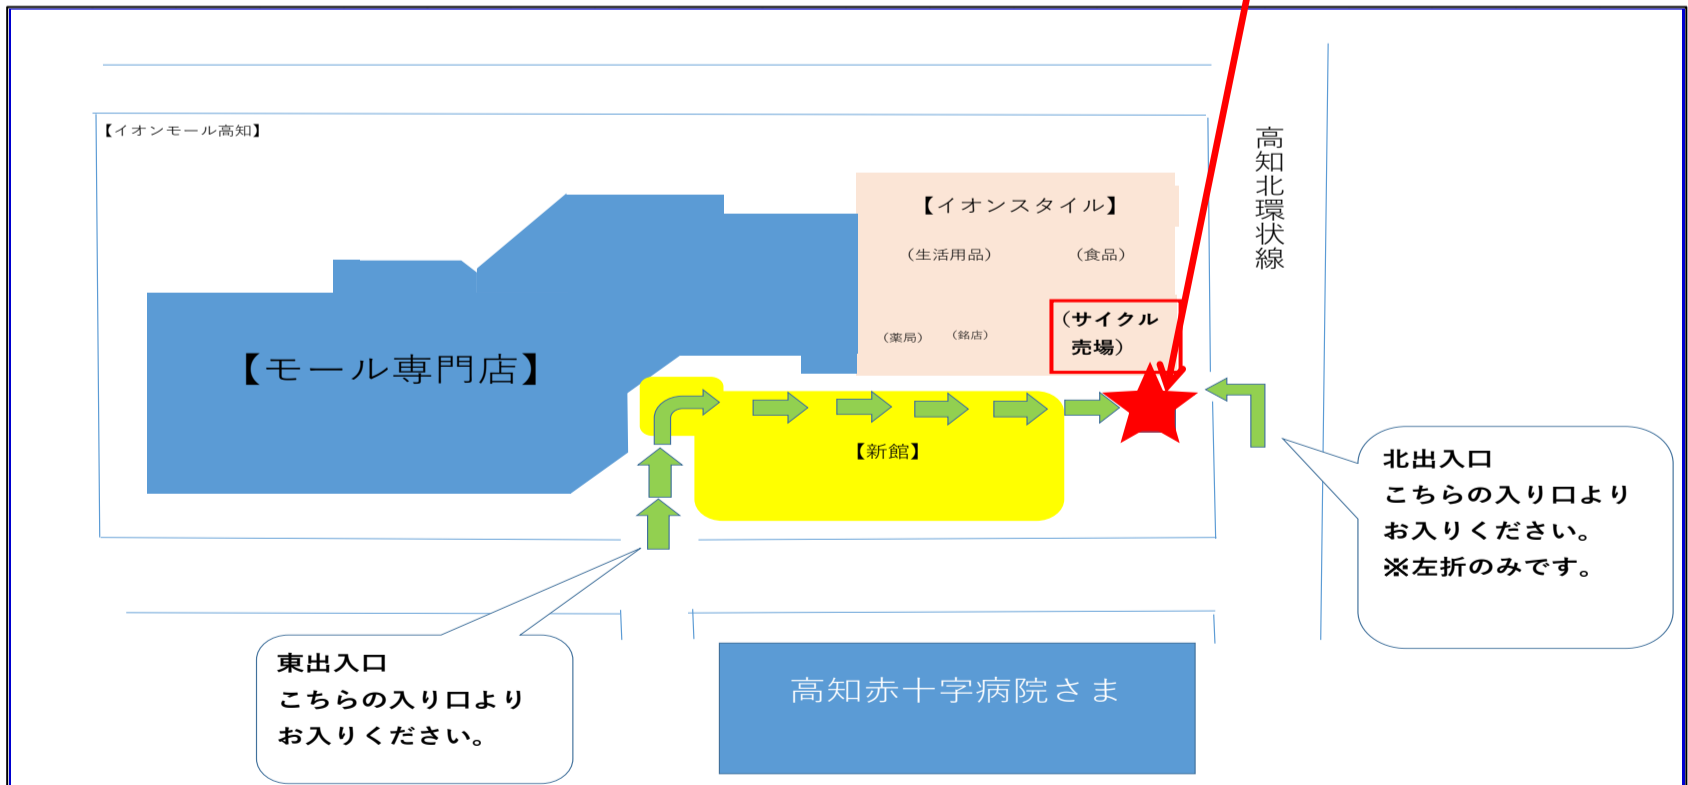 【イオンモール高知】
高知北環状線
【イオンスタイル】
（生活用品）
（食品）
（サイクル
売場）
（薬局）
（銘店）
【モール専門店】
【新館】
北出入口
こちらの入り口より
お入りください。
※左折のみです。
東出入口
こちらの入り口より
お入りください。
高知赤十字病院さま